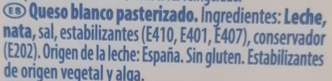 ES Queso blanco pasterizado. Ingredientes: Leche,
nata, sal, estabilizantes (E410, E401, E407), conservador
(E202). Origen de la leche: España. Sin gluten. Estabilizantes
de origen vegetal y alga.